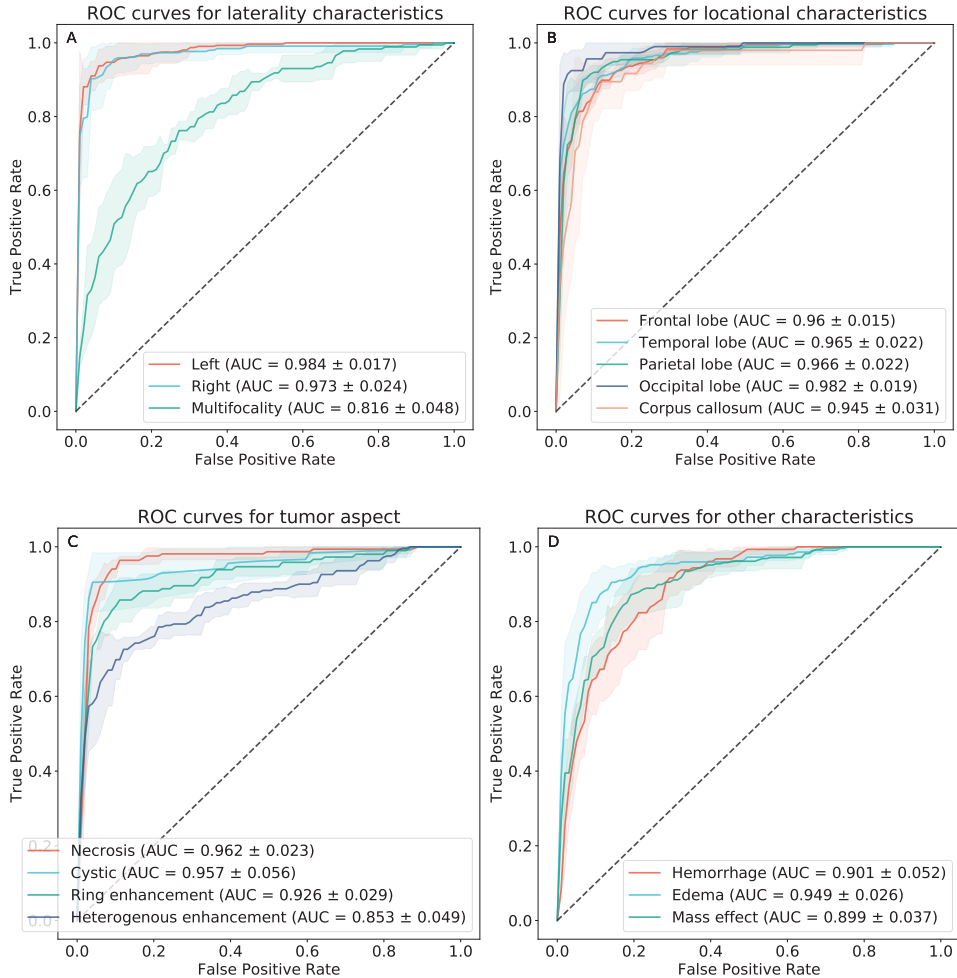 ROC curves for laterality characteristics
A
1.0
0.8
0.6
0.4
0.2
0.0
True Positive Rate
Left (AUC = 0.984 ± 0.017)
Right (AUC = 0.973 ± 0.024)
Multifocality (AUC = 0.816 ± 0.048)
0.0 0.2 0.4 0.6 0.8 1.0
False Positive Rate
ROC curves for locational characteristics
B
1.0
0.8
0.6
0.4
0.2
0.0
True Positive Rate
Frontal lobe (AUC = 0.96 ± 0.015)
Temporal lobe (AUC = 0.965 ± 0.022)
Parietal lobe (AUC = 0.966 ± 0.022)
Occipital lobe (AUC = 0.982 ± 0.019)
Corpus callosum (AUC = 0.945 ± 0.031)
0.0 0.2 0.4 0.6 0.8 1.0
False Positive Rate
ROC curves for tumor aspect
C
1.0
0.8
0.6
0.4
0.2
0.0
True Positive Rate
Necrosis (AUC = 0.962 ± 0.023)
Cystic (AUC = 0.957 ± 0.056)
Ring enhancement (AUC = 0.926 ± 0.029)
Heterogenous enhancement (AUC = 0.853 ± 0.049)
0.0 0.2 0.4 0.6 0.8 1.0
False Positive Rate
ROC curves for other characteristics
D
1.0
0.8
0.6
0.4
0.2
0.0
True Positive Rate
Hemorrhage (AUC = 0.901 ± 0.052)
Edema (AUC = 0.949 ± 0.026)
Mass effect (AUC = 0.899 ± 0.037)
0.0 0.2 0.4 0.6 0.8 1.0
False Positive Rate